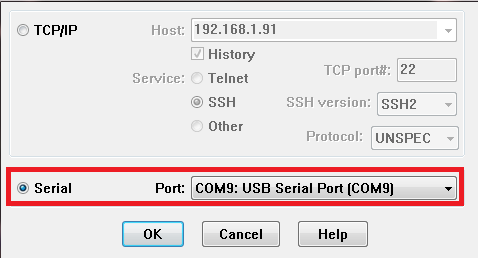 TCP/IP Host: 192.168.1.91
History
Service: Telnet TCP port#: 22
SSH SSH version: SSH2
Other Protocol: UNSPEC
Serial Port: COM9: USB Serial Port (COM9)
OK Cancel Help